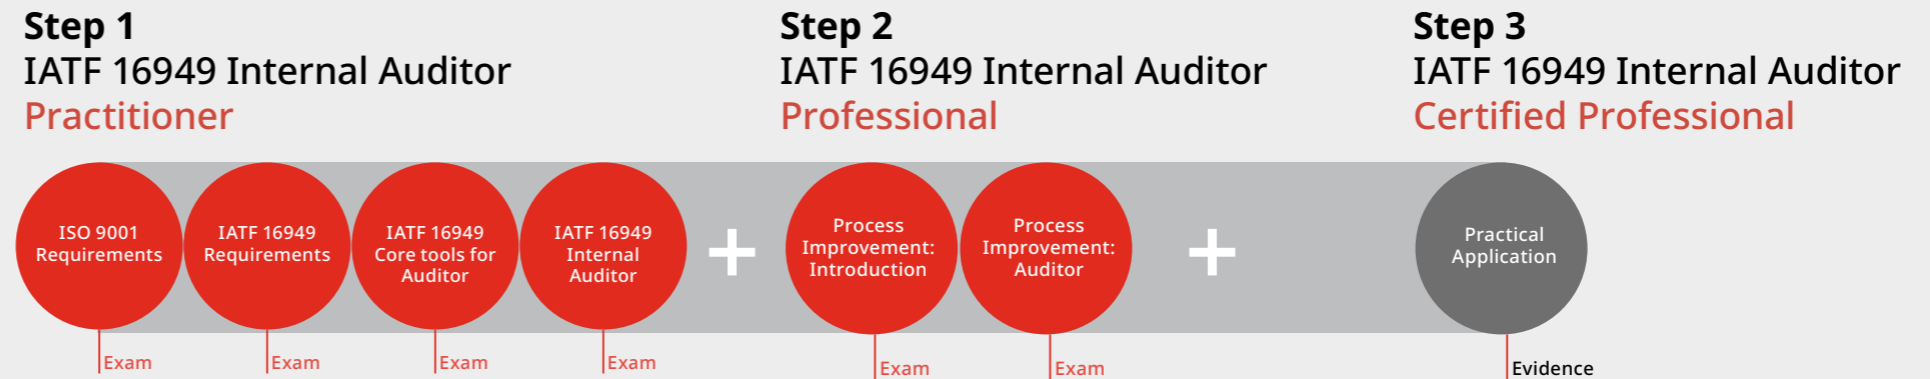 Step 1
IATF 16949 Internal Auditor
Practitioner
Step 2
IATF 16949 Internal Auditor
Professional
Step 3
IATF 16949 Internal Auditor
Certified Professional
ISO 9001
Requirements
IATF 16949
Requirements
IATF 16949
Core tools for
Auditor
IATF 16949
Internal
Auditor
+
Process
Improvement:
Introduction
Process
Improvement:
Auditor
+
Practical
Application
Exam
Exam
Exam
Exam
Exam
Exam
Evidence